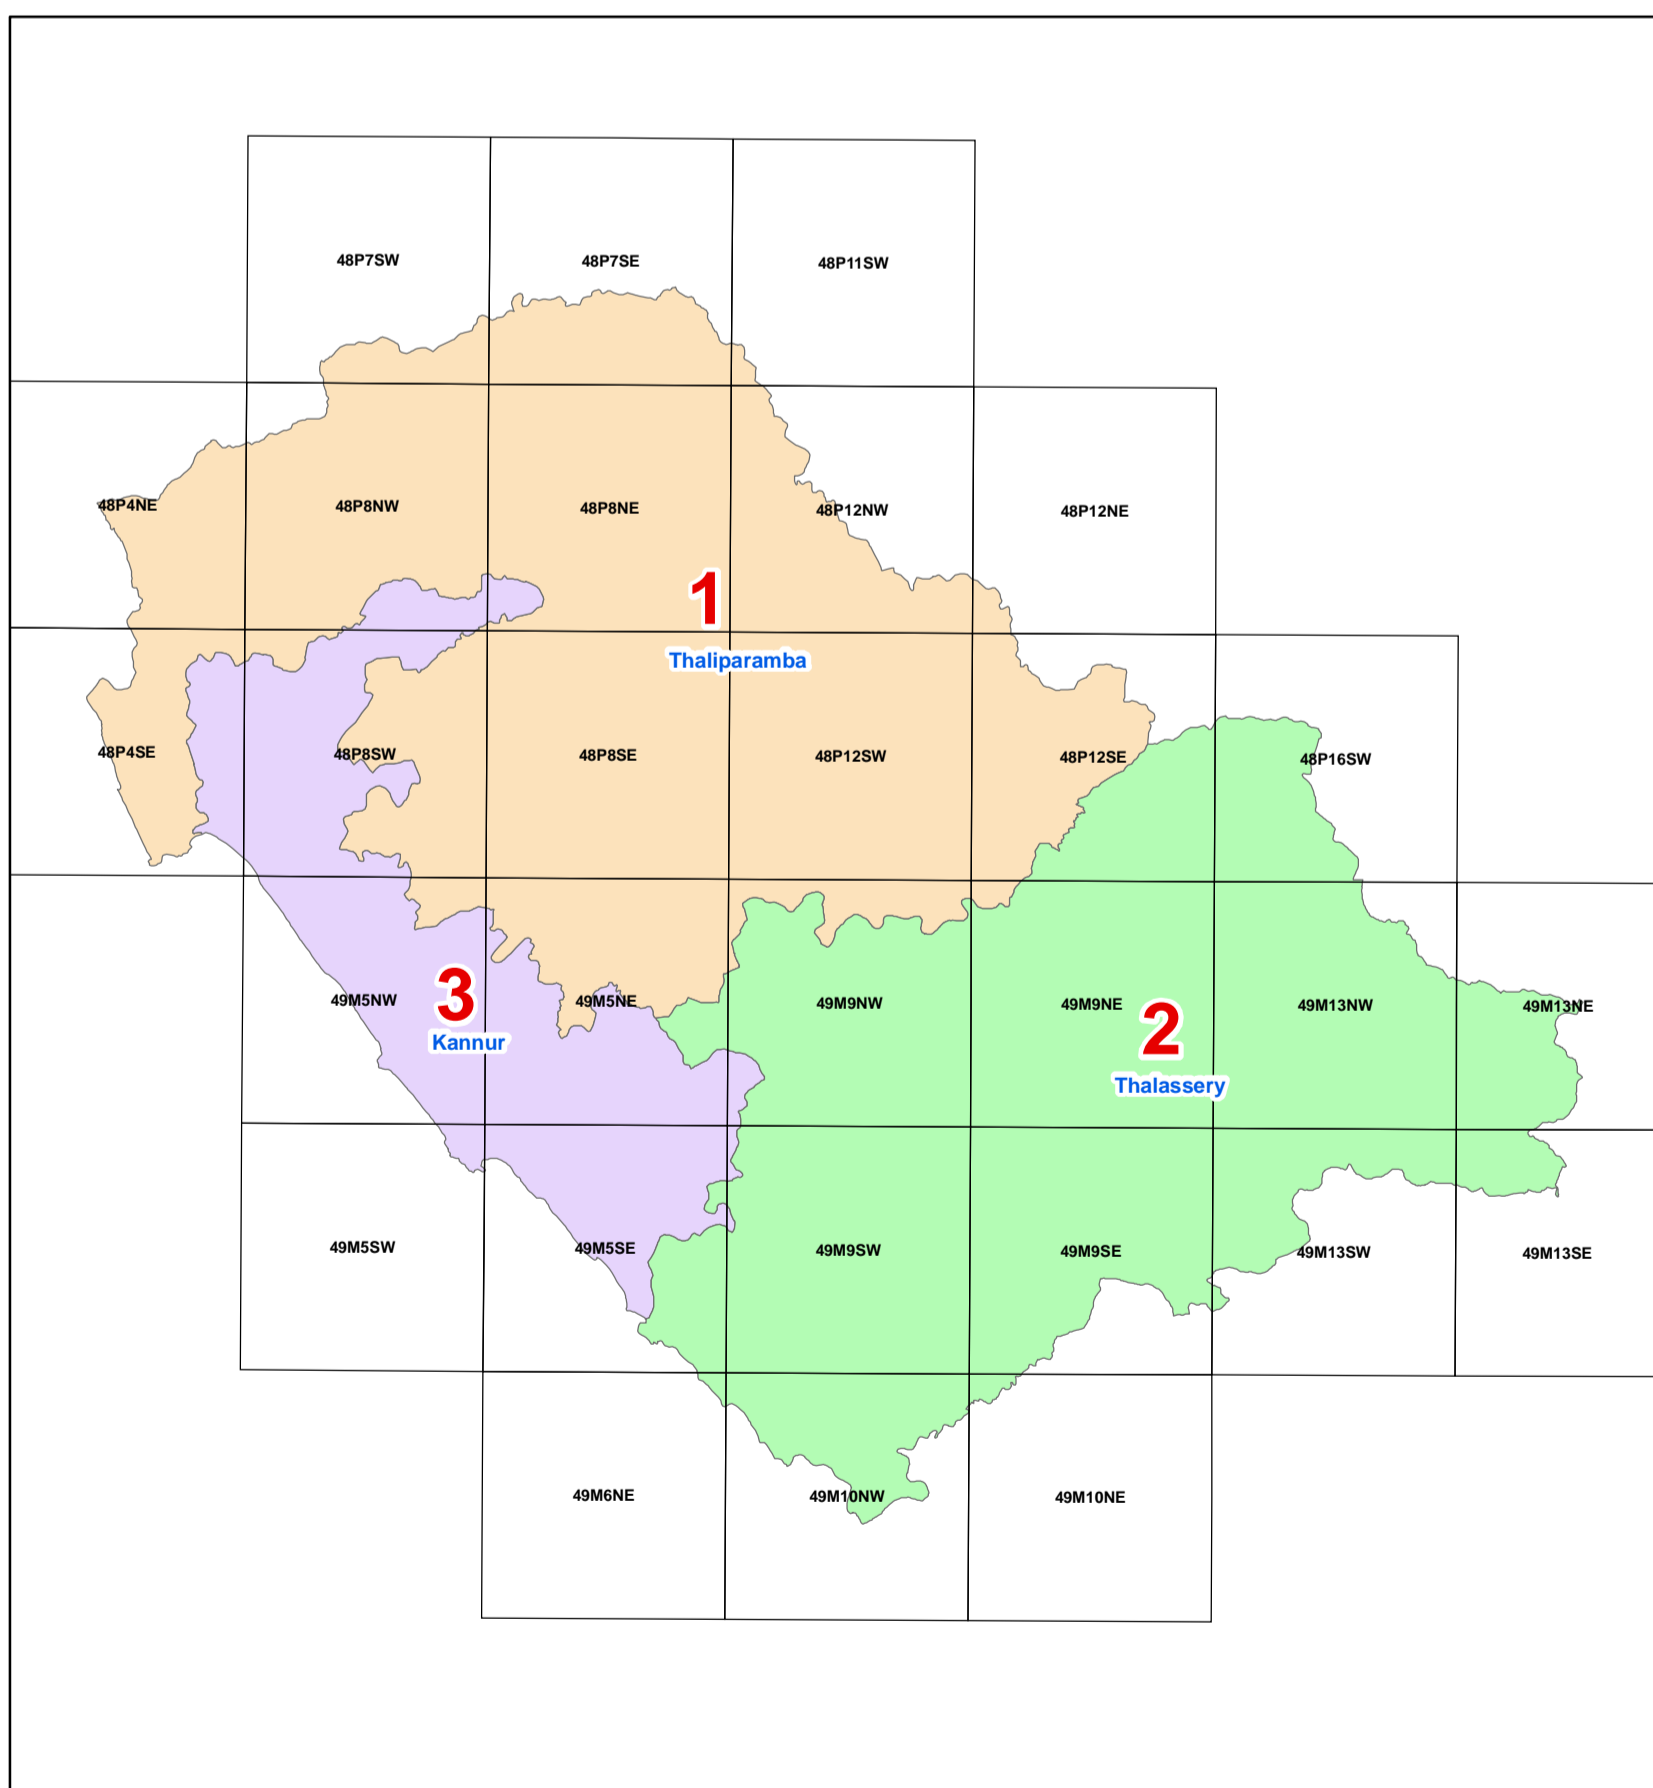 48P7SW
48P7SE
48P11SW
48P4NE
48P8NW
48P8NE
48P12NW
48P12NE
1
Thaliparamba
48P4SE
48P8SW
48P8SE
48P12SW
48P12SE
48P16SW
49M5NW
3
Kannur
49M5NE
49M9NW
49M9NE
2
Thalassery
49M13NW
49M13NE
49M5SW
49M5SE
49M9SW
49M9SE
49M13SW
49M13SE
49M6NE
49M10NW
49M10NE